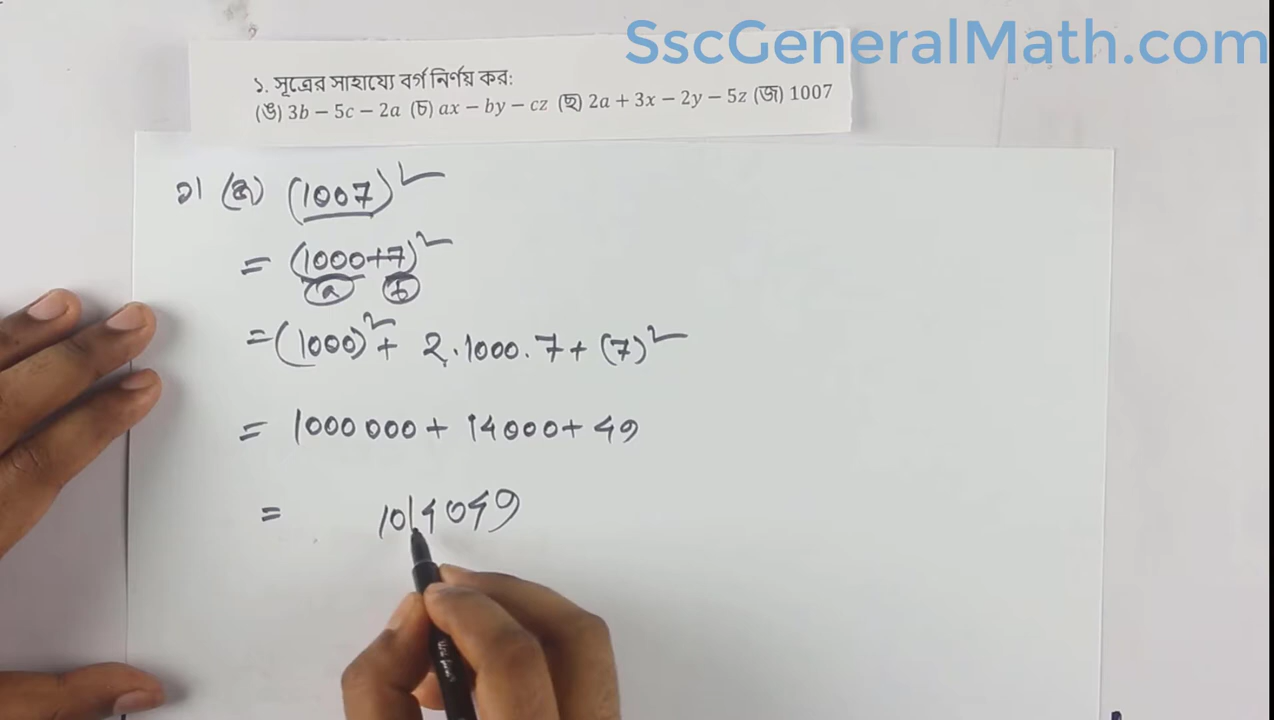 SscGeneralMath.com
১. সূত্রের সাহায্যে বর্গ নির্ণয় কর:
(ঙ) 3b − 5c − 2a (চ) ax − by − cz (ছ) 2a + 3x − 2y − 5z (জ) 1007
১। (জ) (1007)²
= (1000+7)²
a b
= (1000)² + 2.1000.7 + (7)²
= 1000000 + 14000 + 49
= 1014049